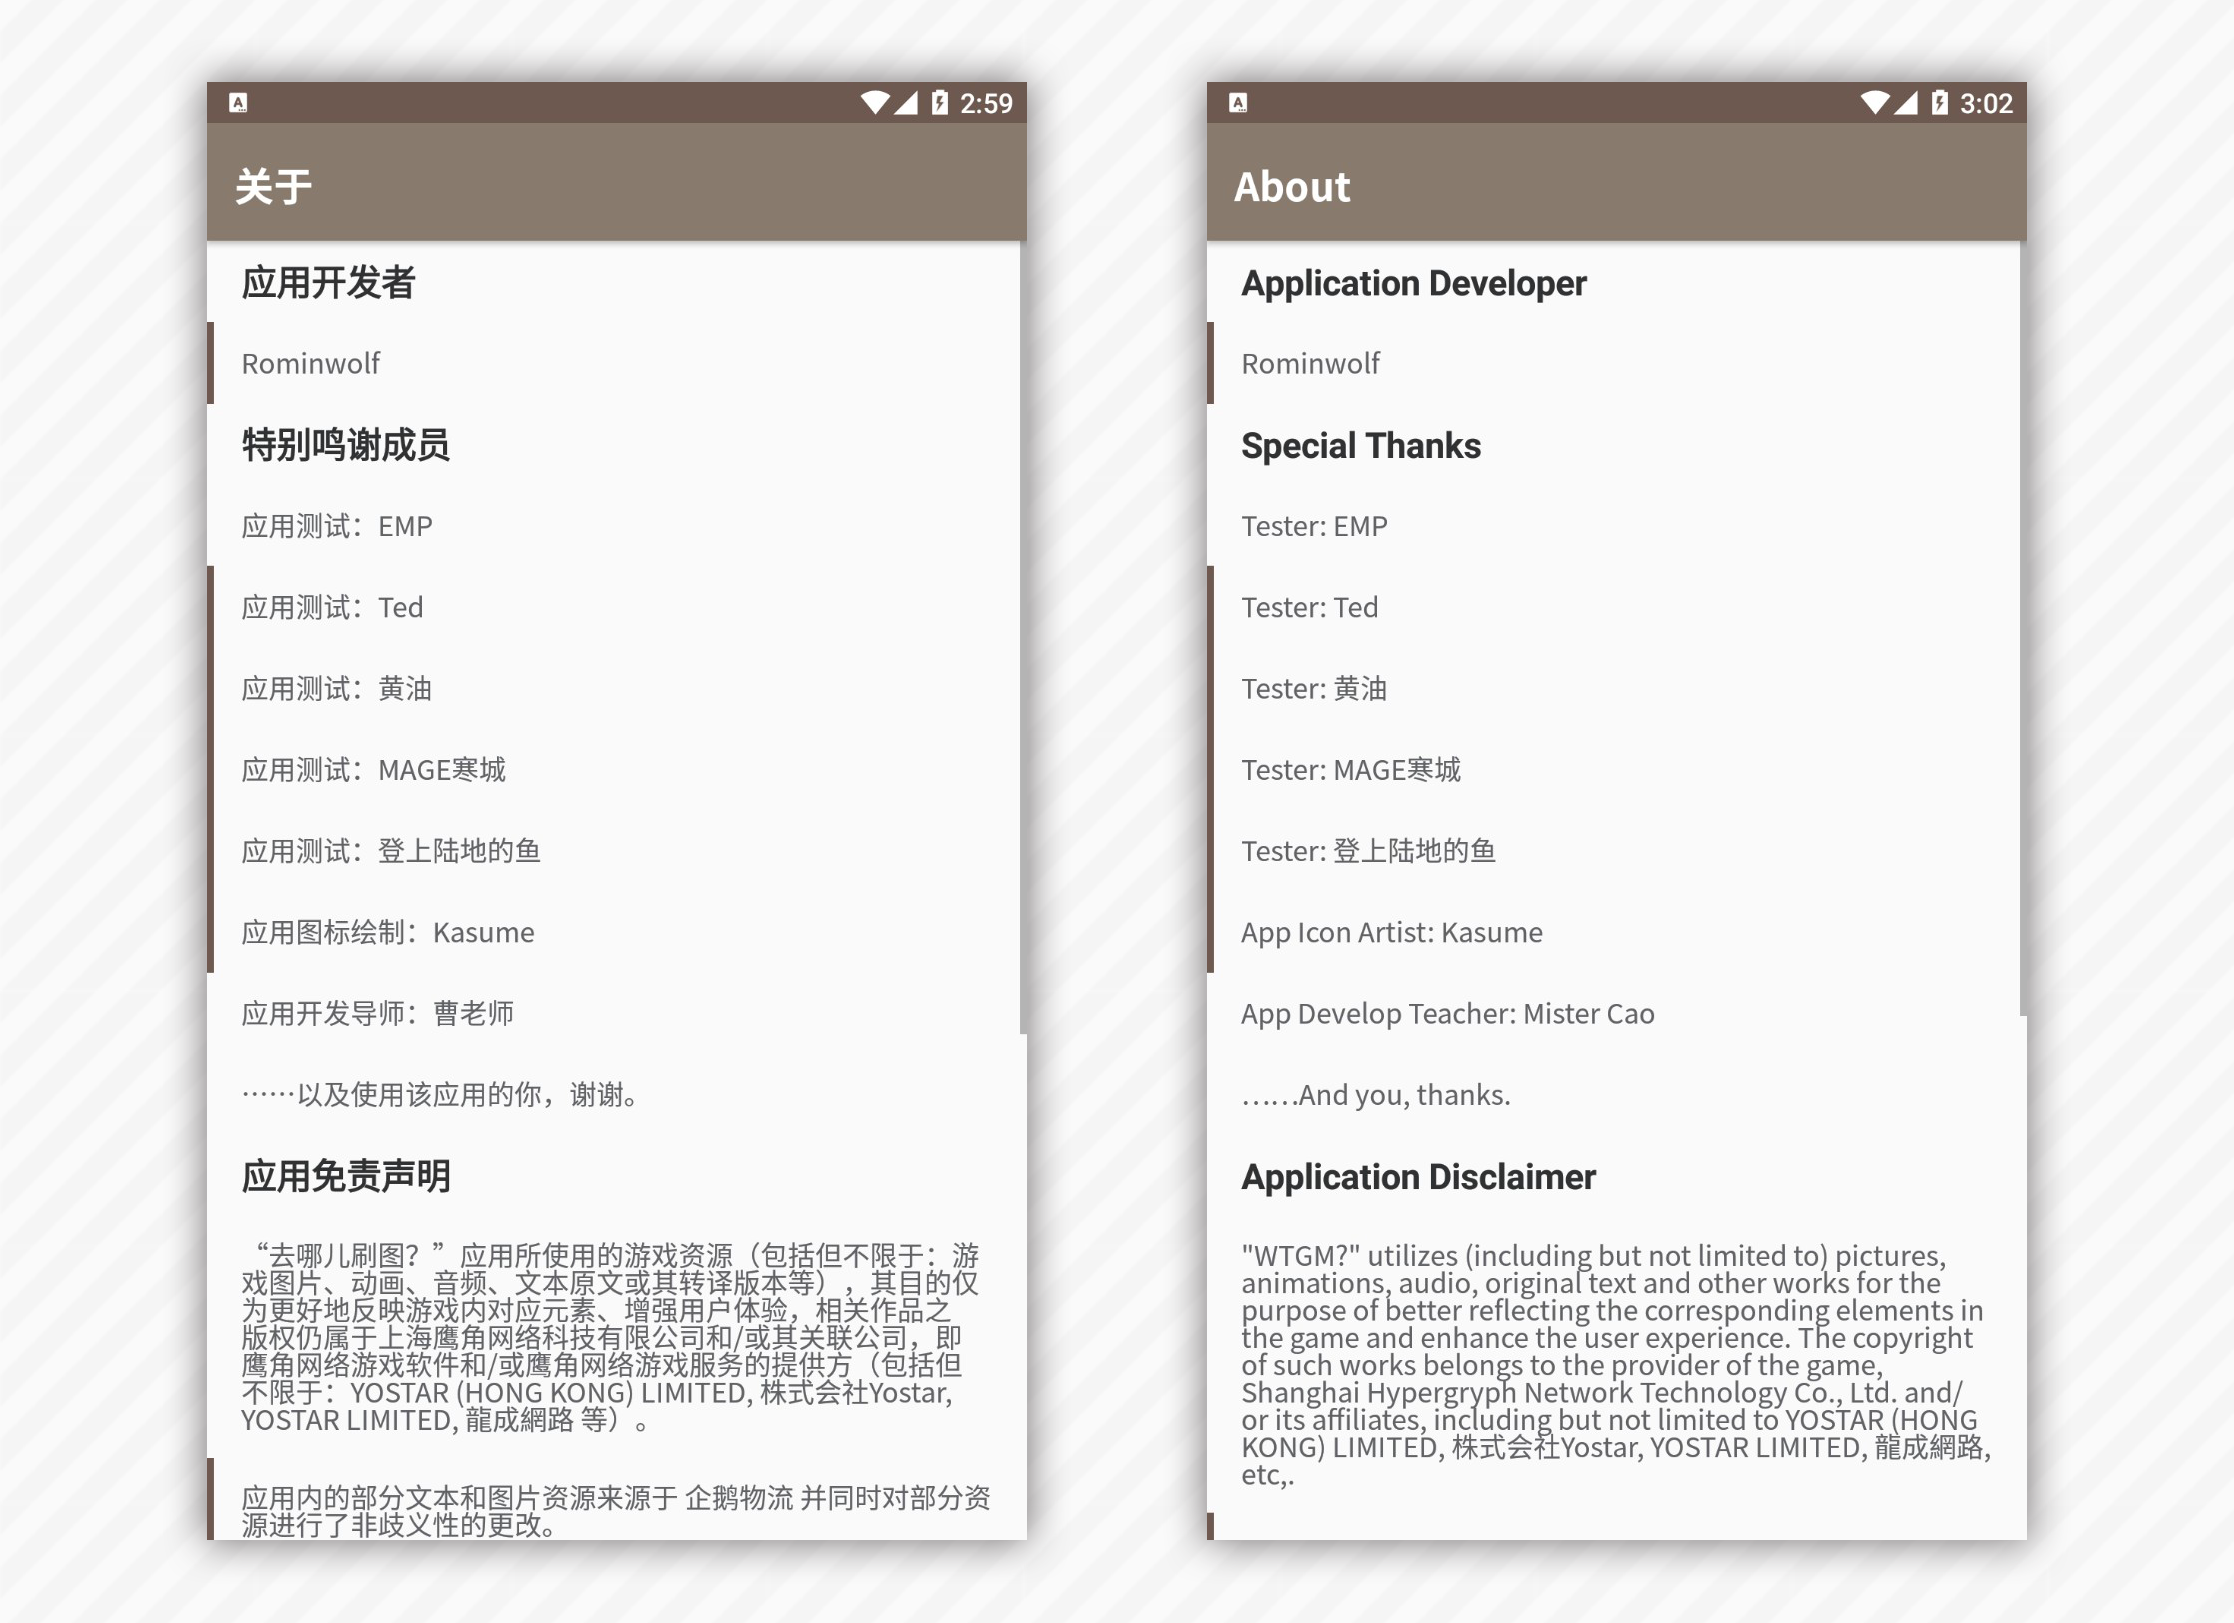 2:59
关于
应用开发者
Rominwolf
特别鸣谢成员
应用测试：EMP
应用测试：Ted
应用测试：黄油
应用测试：MAGE寒城
应用测试：登上陆地的鱼
应用图标绘制：Kasume
应用开发导师：曹老师
……以及使用该应用的你，谢谢。
应用免责声明
“去哪儿刷图？”应用所使用的游戏资源（包括但不限于：游
戏图片、动画、音频、文本原文或其转译版本等），其目的仅
为更好地反映游戏内对应元素、增强用户体验，相关作品之
版权仍属于上海鹰角网络科技有限公司和/或其关联公司，即
鹰角网络游戏软件和/或鹰角网络游戏服务的提供方（包括但
不限于：YOSTAR (HONG KONG) LIMITED, 株式会社Yostar,
YOSTAR LIMITED, 龍成網路 等）。
应用内的部分文本和图片资源来源于 企鹅物流 并同时对部分资
源进行了非歧义性的更改。
3:02
About
Application Developer
Rominwolf
Special Thanks
Tester: EMP
Tester: Ted
Tester: 黄油
Tester: MAGE寒城
Tester: 登上陆地的鱼
App Icon Artist: Kasume
App Develop Teacher: Mister Cao
……And you, thanks.
Application Disclaimer
"WTGM?" utilizes (including but not limited to) pictures,
animations, audio, original text and other works for the
purpose of better reflecting the corresponding elements in
the game and enhance the user experience. The copyright
of such works belongs to the provider of the game,
Shanghai Hypergryph Network Technology Co., Ltd. and/
or its affiliates, including but not limited to YOSTAR (HONG
KONG) LIMITED, 株式会社Yostar, YOSTAR LIMITED, 龍成網路,
etc,.